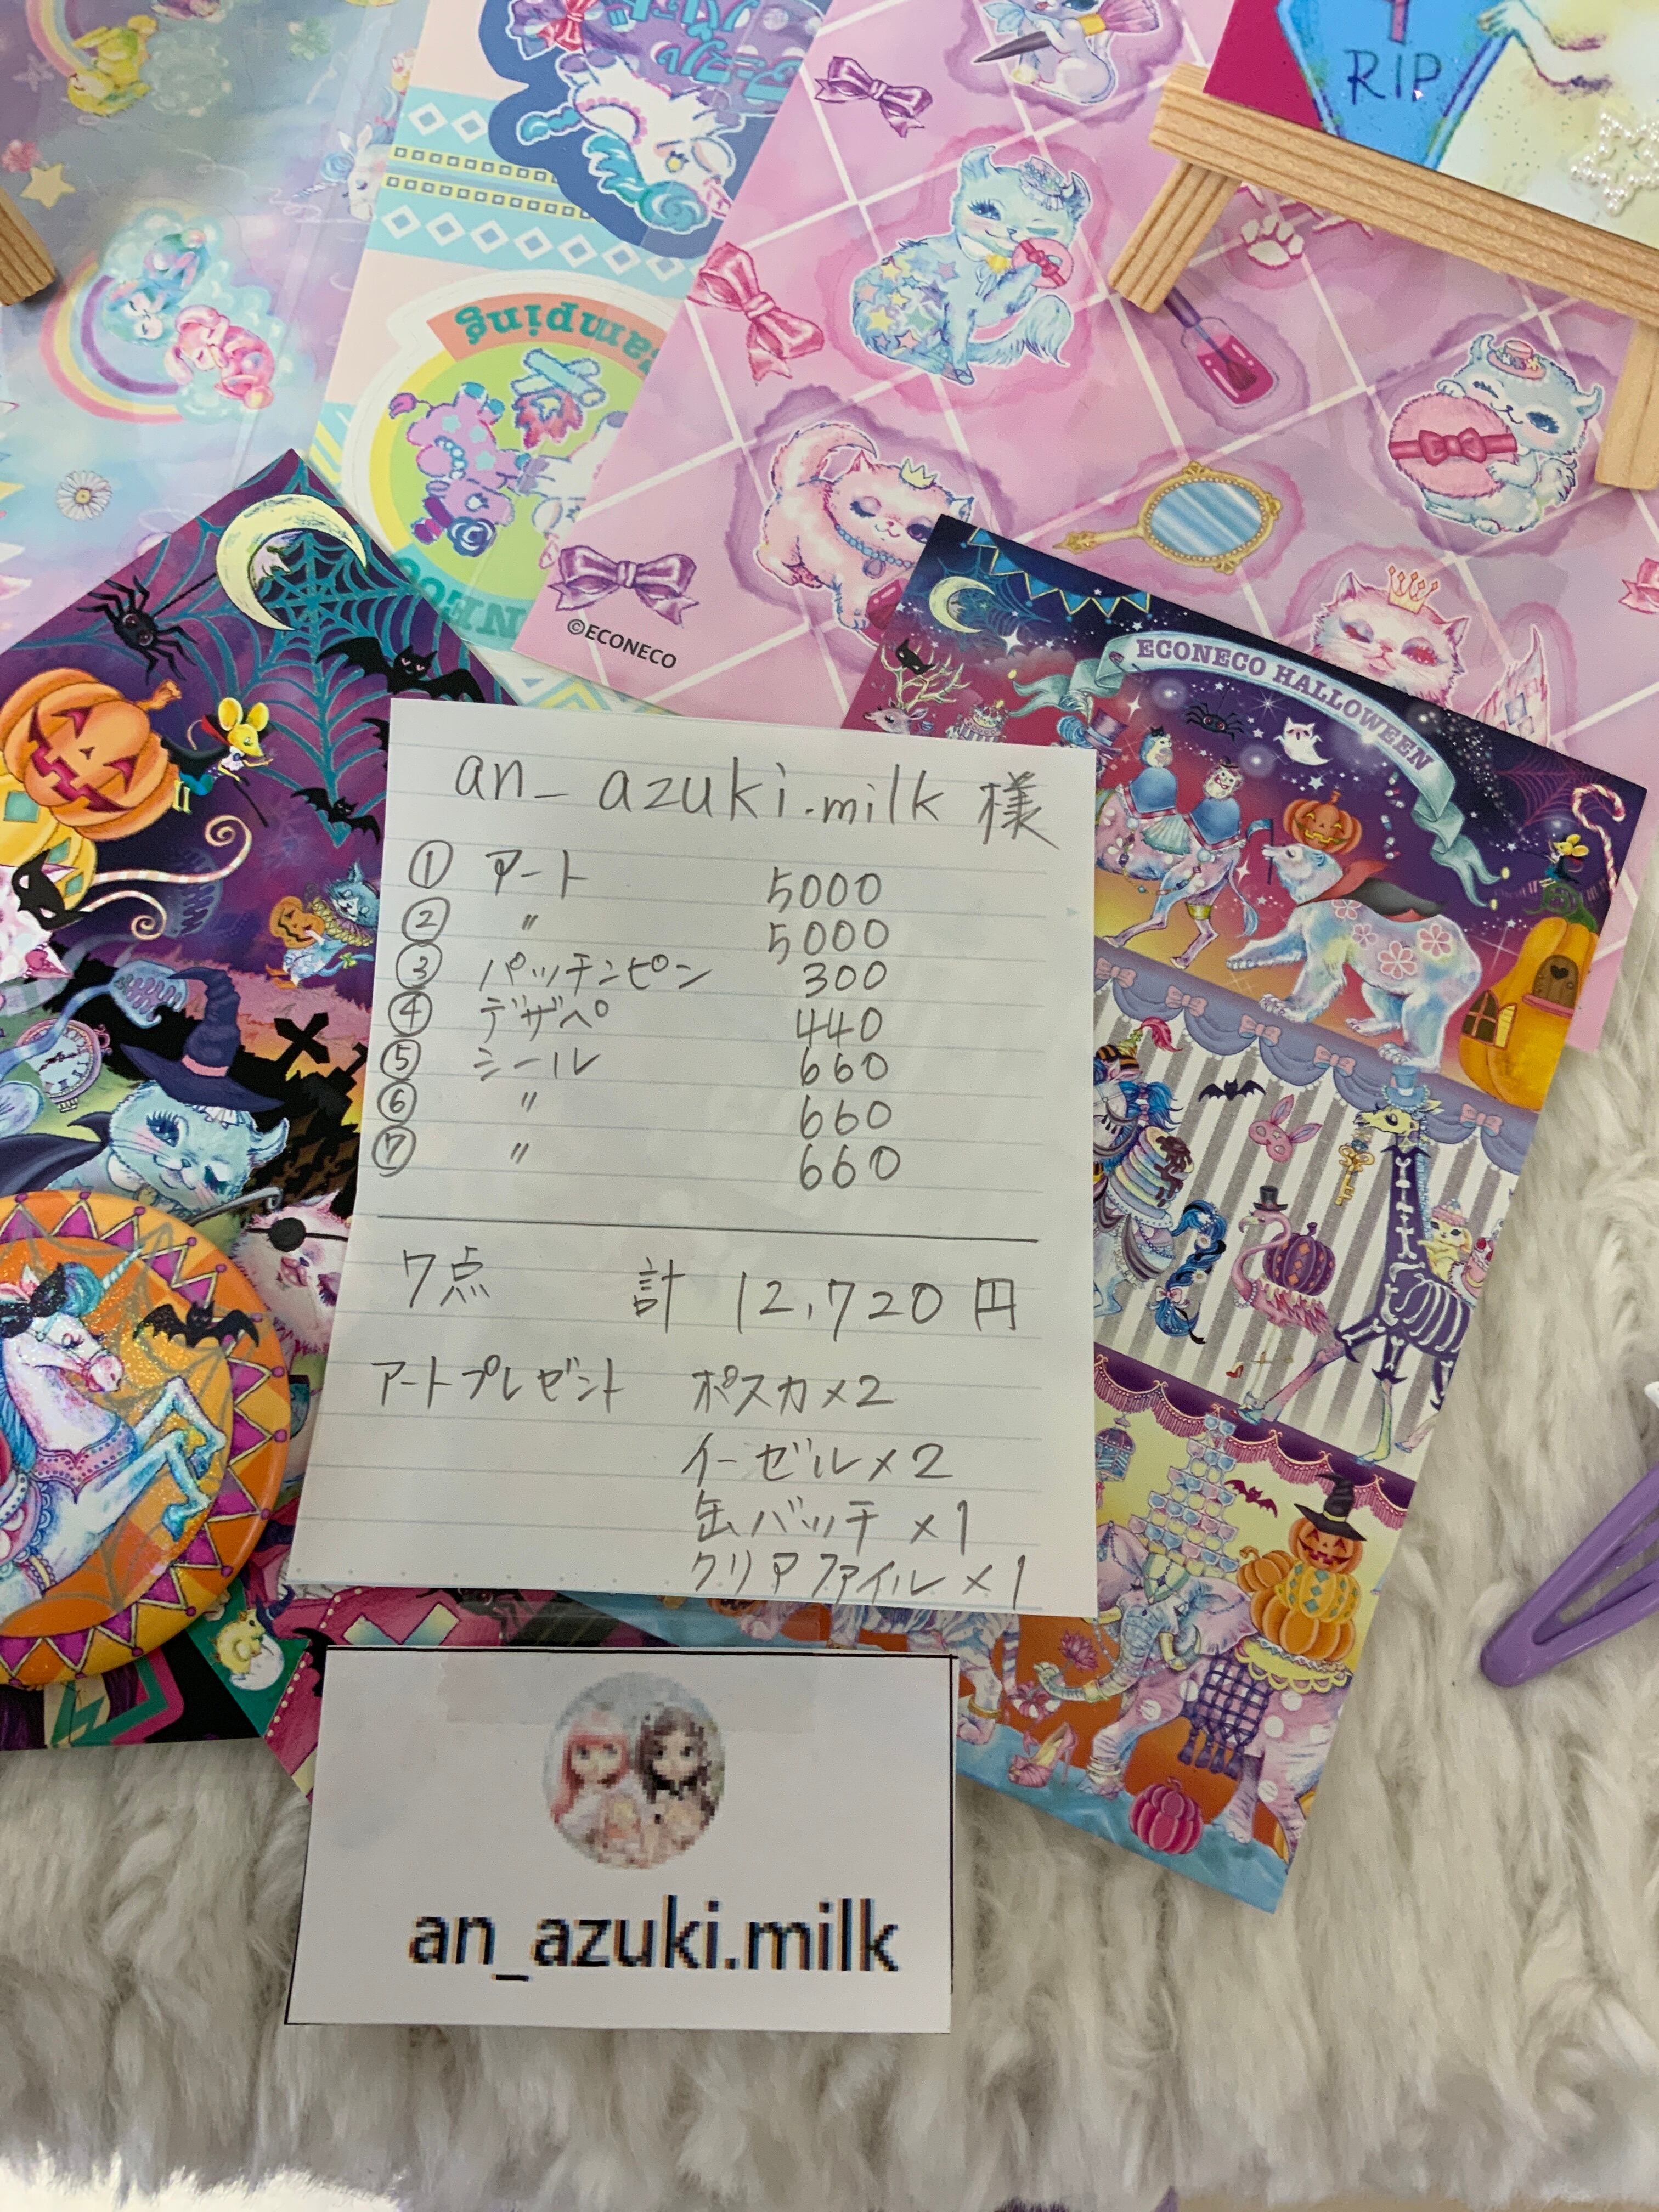 RIP
amping
©ECONECO
ECONECO HALLOWEEN
an_azuki.milk 様
① アート 5000
② 〃 5000
③ パッチンピン 300
④ デザペ 440
⑤ シール 660
⑥ 〃 660
⑦ 〃 660
7点 計 12,720円
アートプレゼント ポスカ×2
イーゼル×2
缶バッチ×1
クリアファイル×1
an_azuki.milk